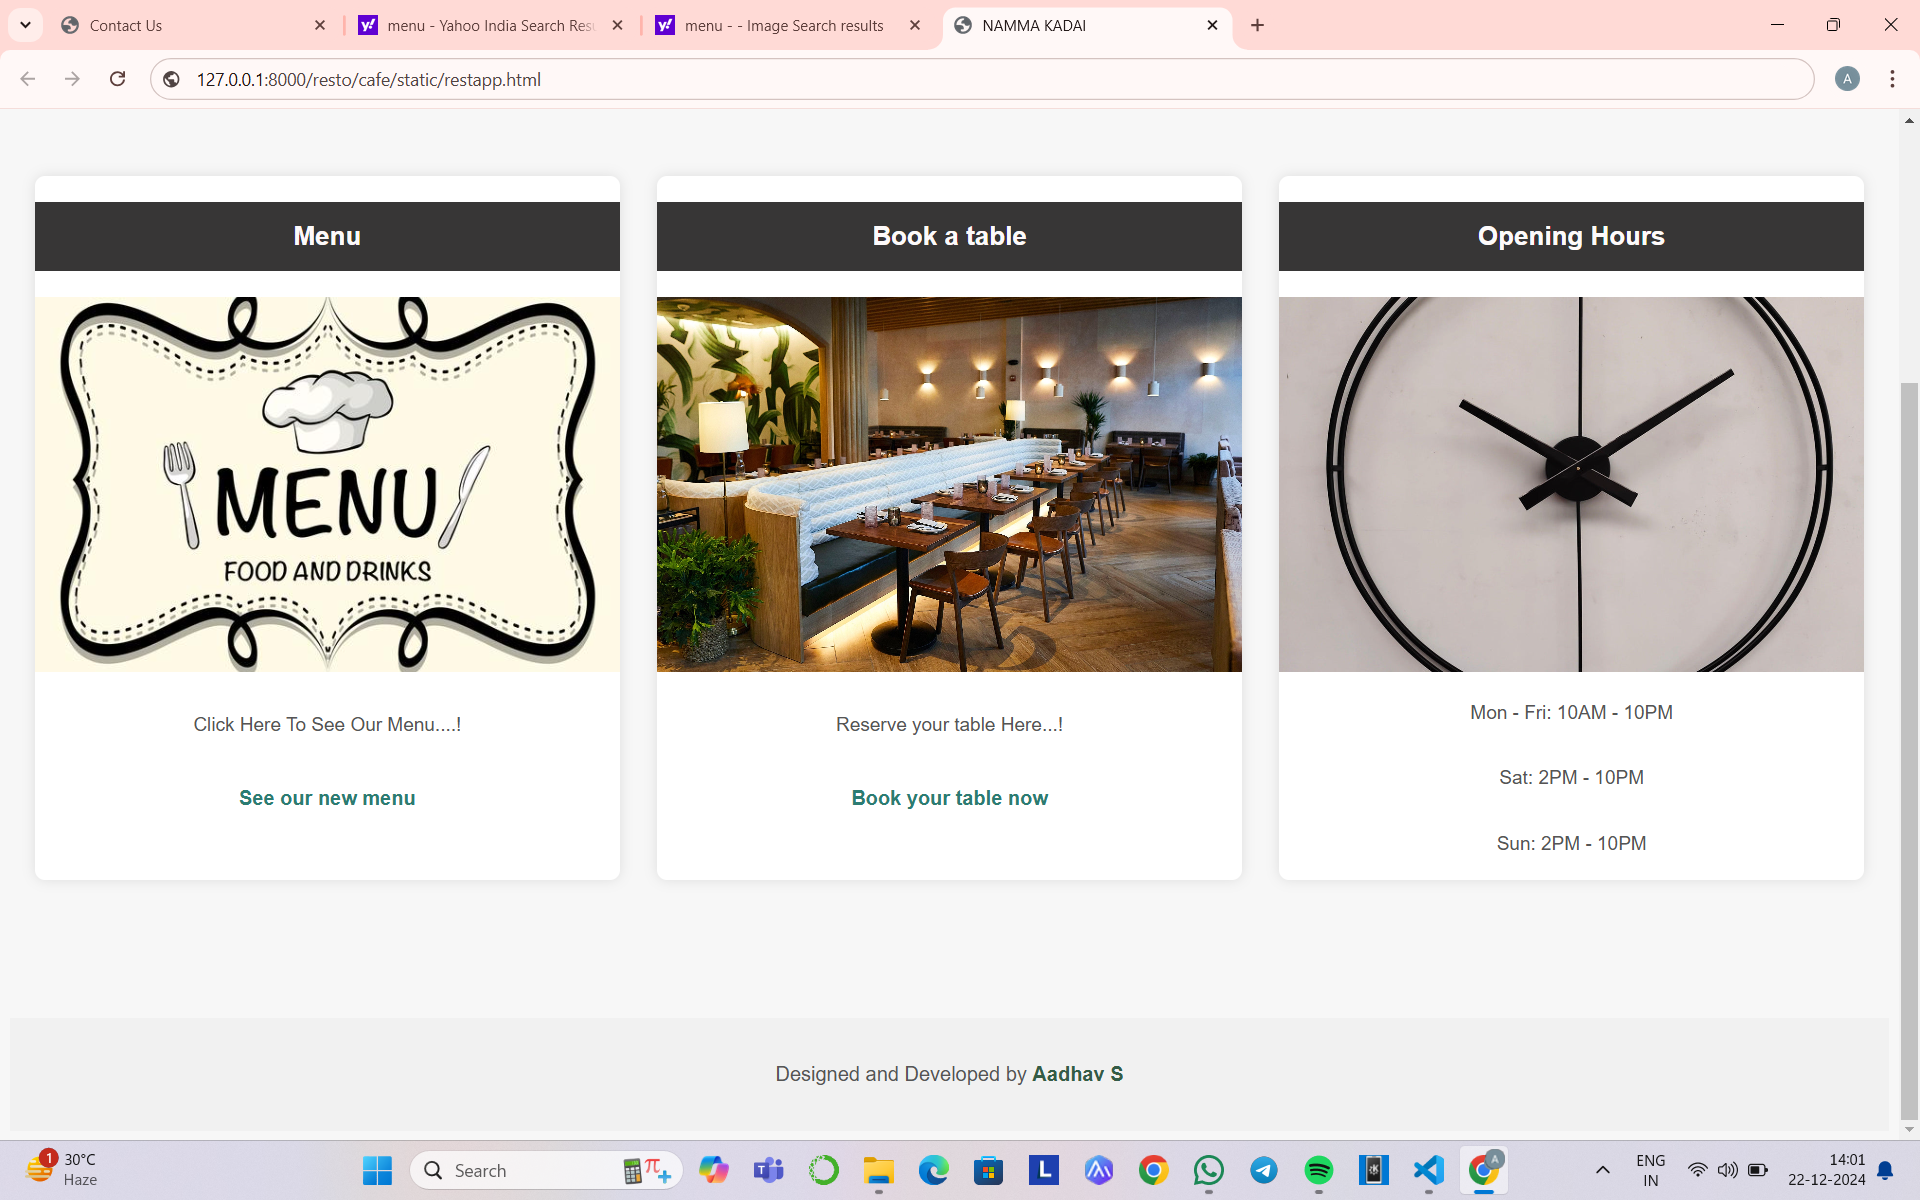 Contact Us
menu - Yahoo India Search Res
menu - - Image Search results
NAMMA KADAI
127.0.0.1:8000/resto/cafe/static/restapp.html
A
Menu
Book a table
Opening Hours
MENU
FOOD AND DRINKS
Click Here To See Our Menu....!
See our new menu
Reserve your table Here...!
Book your table now
Mon - Fri: 10AM - 10PM
Sat: 2PM - 10PM
Sun: 2PM - 10PM
Designed and Developed by Aadhav S
1
30°C
Haze
Search
L
A
ENG
IN
14:01
22-12-2024